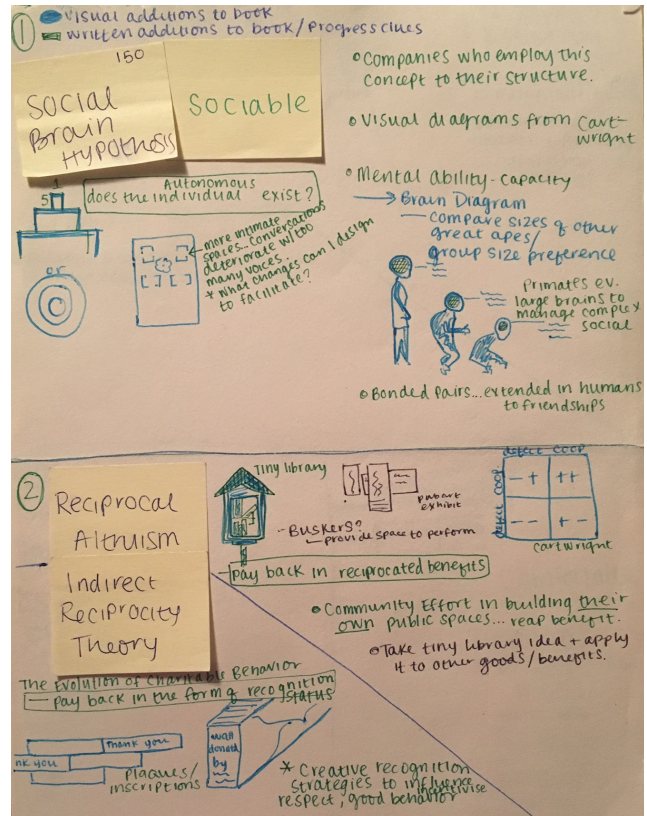 1
Visual additions to book
written additions to book/Progress clues
150
Social
Brain
Hypothesis
Sociable
Companies who employ this
concept to their structure.
Visual diagrams from Cart-
wright
Mental ability-capacity
Brain Diagram
— Compare sizes of other
great apes/
group size preference
Primates ev.
large brains to
manage complex
social
Bonded Pairs...extended in humans
to friendships
Autonomous
does the individual exist?
1
5
or
more intimate
spaces...conversations
deteriorate w/too
many voices.
* What changes can I design
to facilitate?
2
Reciprocal
Altruism
Indirect
Reciprocity
Theory
Tiny library
pub art
exhibit
- Buskers?
provide space to perform
defect coop
coop
defect
- + ++
- - + -
Cartwright
— pay back in reciprocated benefits
Community Effort in building their
own public spaces... reap benefit.
Take tiny library idea + apply
it to other goods/benefits.
The Evolution of Charitable Behavior
— pay back in the form of recognition
/status
Thank you
nk you
Plaques/
inscriptions
wall
donated
by
* Creative recognition
strategies to influence
incentivise
respect, good behavior